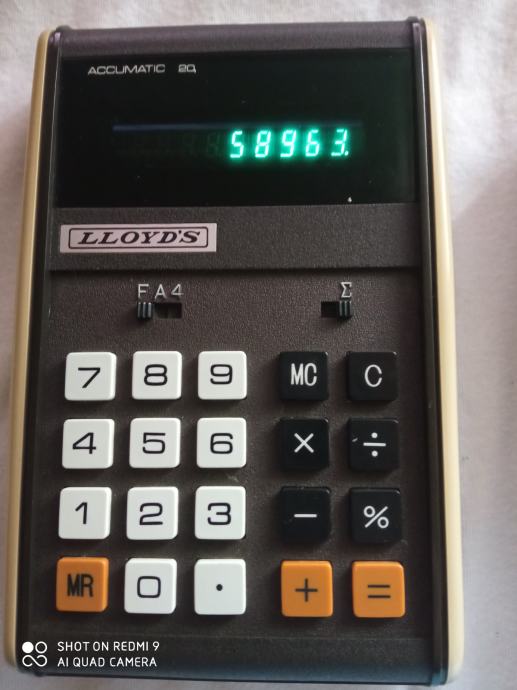 ACCUMATIC 20
58963.
LLOYD'S
F A 4 Σ
7 8 9 MC C
4 5 6 × ÷
1 2 3 − %
MR 0 . + =
SHOT ON REDMI 9
AI QUAD CAMERA